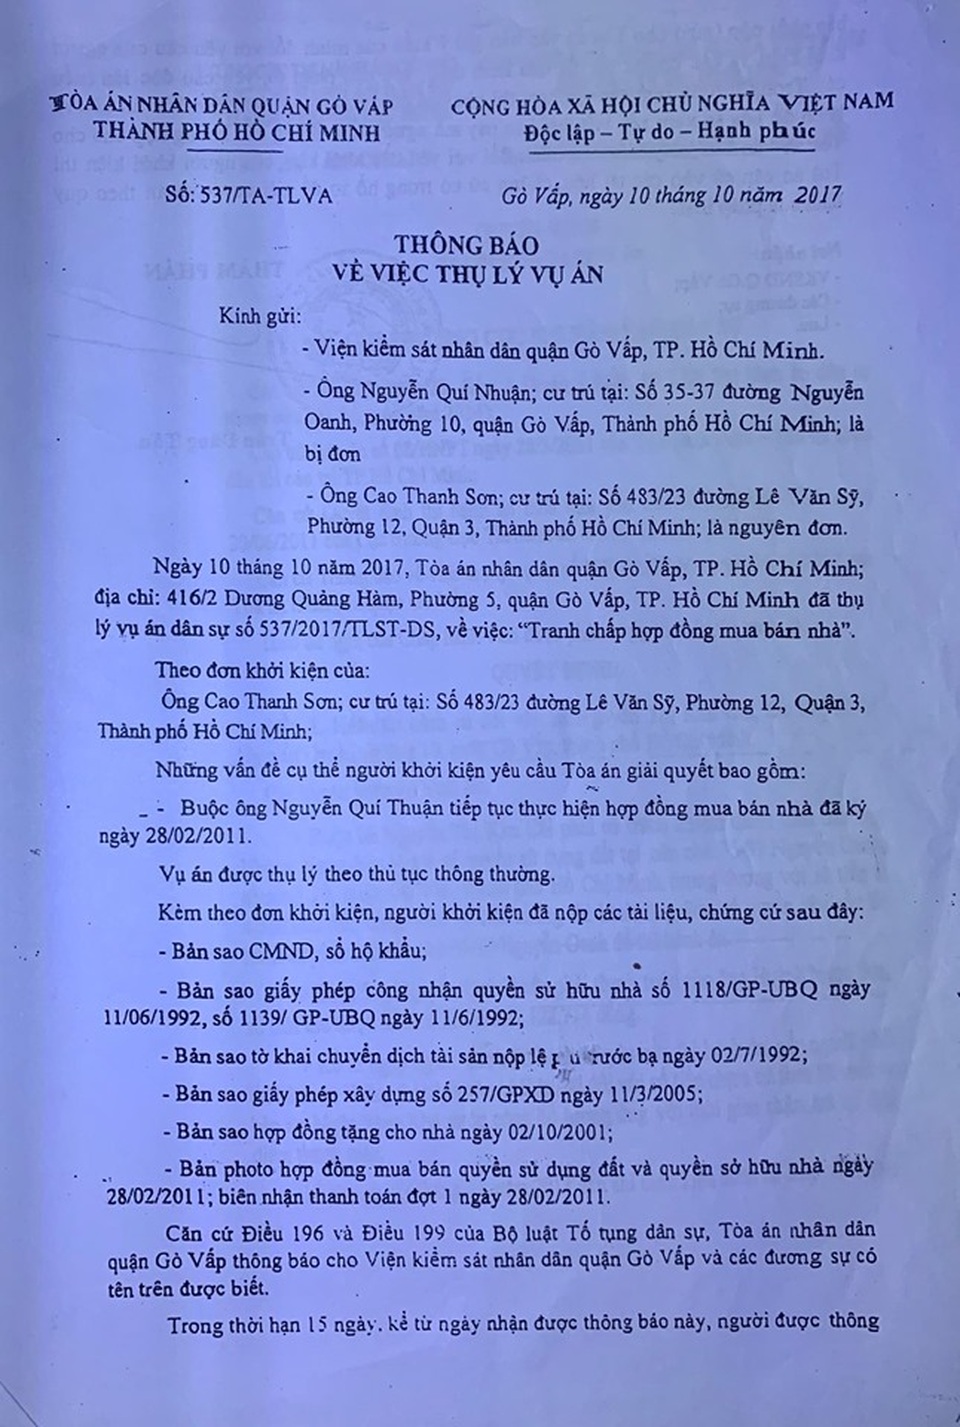 TÒA ÁN NHÂN DÂN QUẬN GÒ VẤP
THÀNH PHỐ HỒ CHÍ MINH
CỘNG HÒA XÃ HỘI CHỦ NGHĨA VIỆT NAM
Độc lập – Tự do – Hạnh phúc
Số: 537/TA-TLVA
Gò Vấp, ngày 10 tháng 10 năm 2017
THÔNG BÁO
VỀ VIỆC THỤ LÝ VỤ ÁN
Kính gửi:
- Viện kiểm sát nhân dân quận Gò Vấp, TP. Hồ Chí Minh.
- Ông Nguyễn Quí Nhuận; cư trú tại: Số 35-37 đường Nguyễn
Oanh, Phường 10, quận Gò Vấp, Thành phố Hồ Chí Minh; là
bị đơn
- Ông Cao Thanh Sơn; cư trú tại: Số 483/23 đường Lê Văn Sỹ,
Phường 12, Quận 3, Thành phố Hồ Chí Minh; là nguyên đơn.
Ngày 10 tháng 10 năm 2017, Tòa án nhân dân quận Gò Vấp, TP. Hồ Chí Minh;
địa chỉ: 416/2 Dương Quảng Hàm, Phường 5, quận Gò Vấp, TP. Hồ Chí Minh đã thụ
lý vụ án dân sự số 537/2017/TLST-DS, về việc: “Tranh chấp hợp đồng mua bán nhà”.
Theo đơn khởi kiện của:
Ông Cao Thanh Sơn; cư trú tại: Số 483/23 đường Lê Văn Sỹ, Phường 12, Quận 3,
Thành phố Hồ Chí Minh;
Những vấn đề cụ thể người khởi kiện yêu cầu Tòa án giải quyết bao gồm:
- Buộc ông Nguyễn Quí Thuận tiếp tục thực hiện hợp đồng mua bán nhà đã ký
ngày 28/02/2011.
Vụ án được thụ lý theo thủ tục thông thường.
Kèm theo đơn khởi kiện, người khởi kiện đã nộp các tài liệu, chứng cứ sau đây:
- Bản sao CMND, sổ hộ khẩu;
- Bản sao giấy phép công nhận quyền sử hữu nhà số 1118/GP-UBQ ngày
11/06/1992, số 1139/ GP-UBQ ngày 11/6/1992;
- Bản sao tờ khai chuyển dịch tài sản nộp lệ trước bạ ngày 02/7/1992;
- Bản sao giấy phép xây dựng số 257/GPXD ngày 11/3/2005;
- Bản sao hợp đồng tặng cho nhà ngày 02/10/2001;
- Bản photo hợp đồng mua bán quyền sử dụng đất và quyền sở hữu nhà ngày
28/02/2011; biên nhận thanh toán đợt 1 ngày 28/02/2011.
Căn cứ Điều 196 và Điều 199 của Bộ luật Tố tụng dân sự, Tòa án nhân dân
quận Gò Vấp thông báo cho Viện kiểm sát nhân dân quận Gò Vấp và các đương sự có
tên trên được biết.
Trong thời hạn 15 ngày, kể từ ngày nhận được thông báo này, người được thông